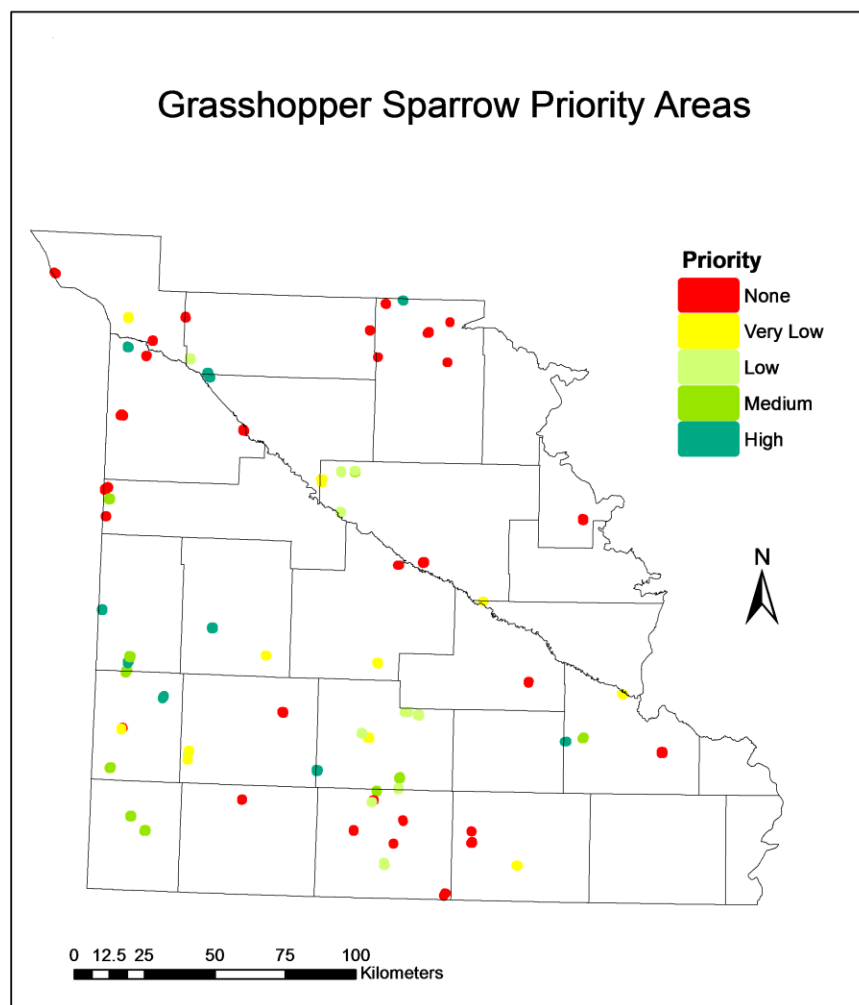 Grasshopper Sparrow Priority Areas
Priority
None
Very Low
Low
Medium
High
N
0 12.5 25 50 75 100
Kilometers